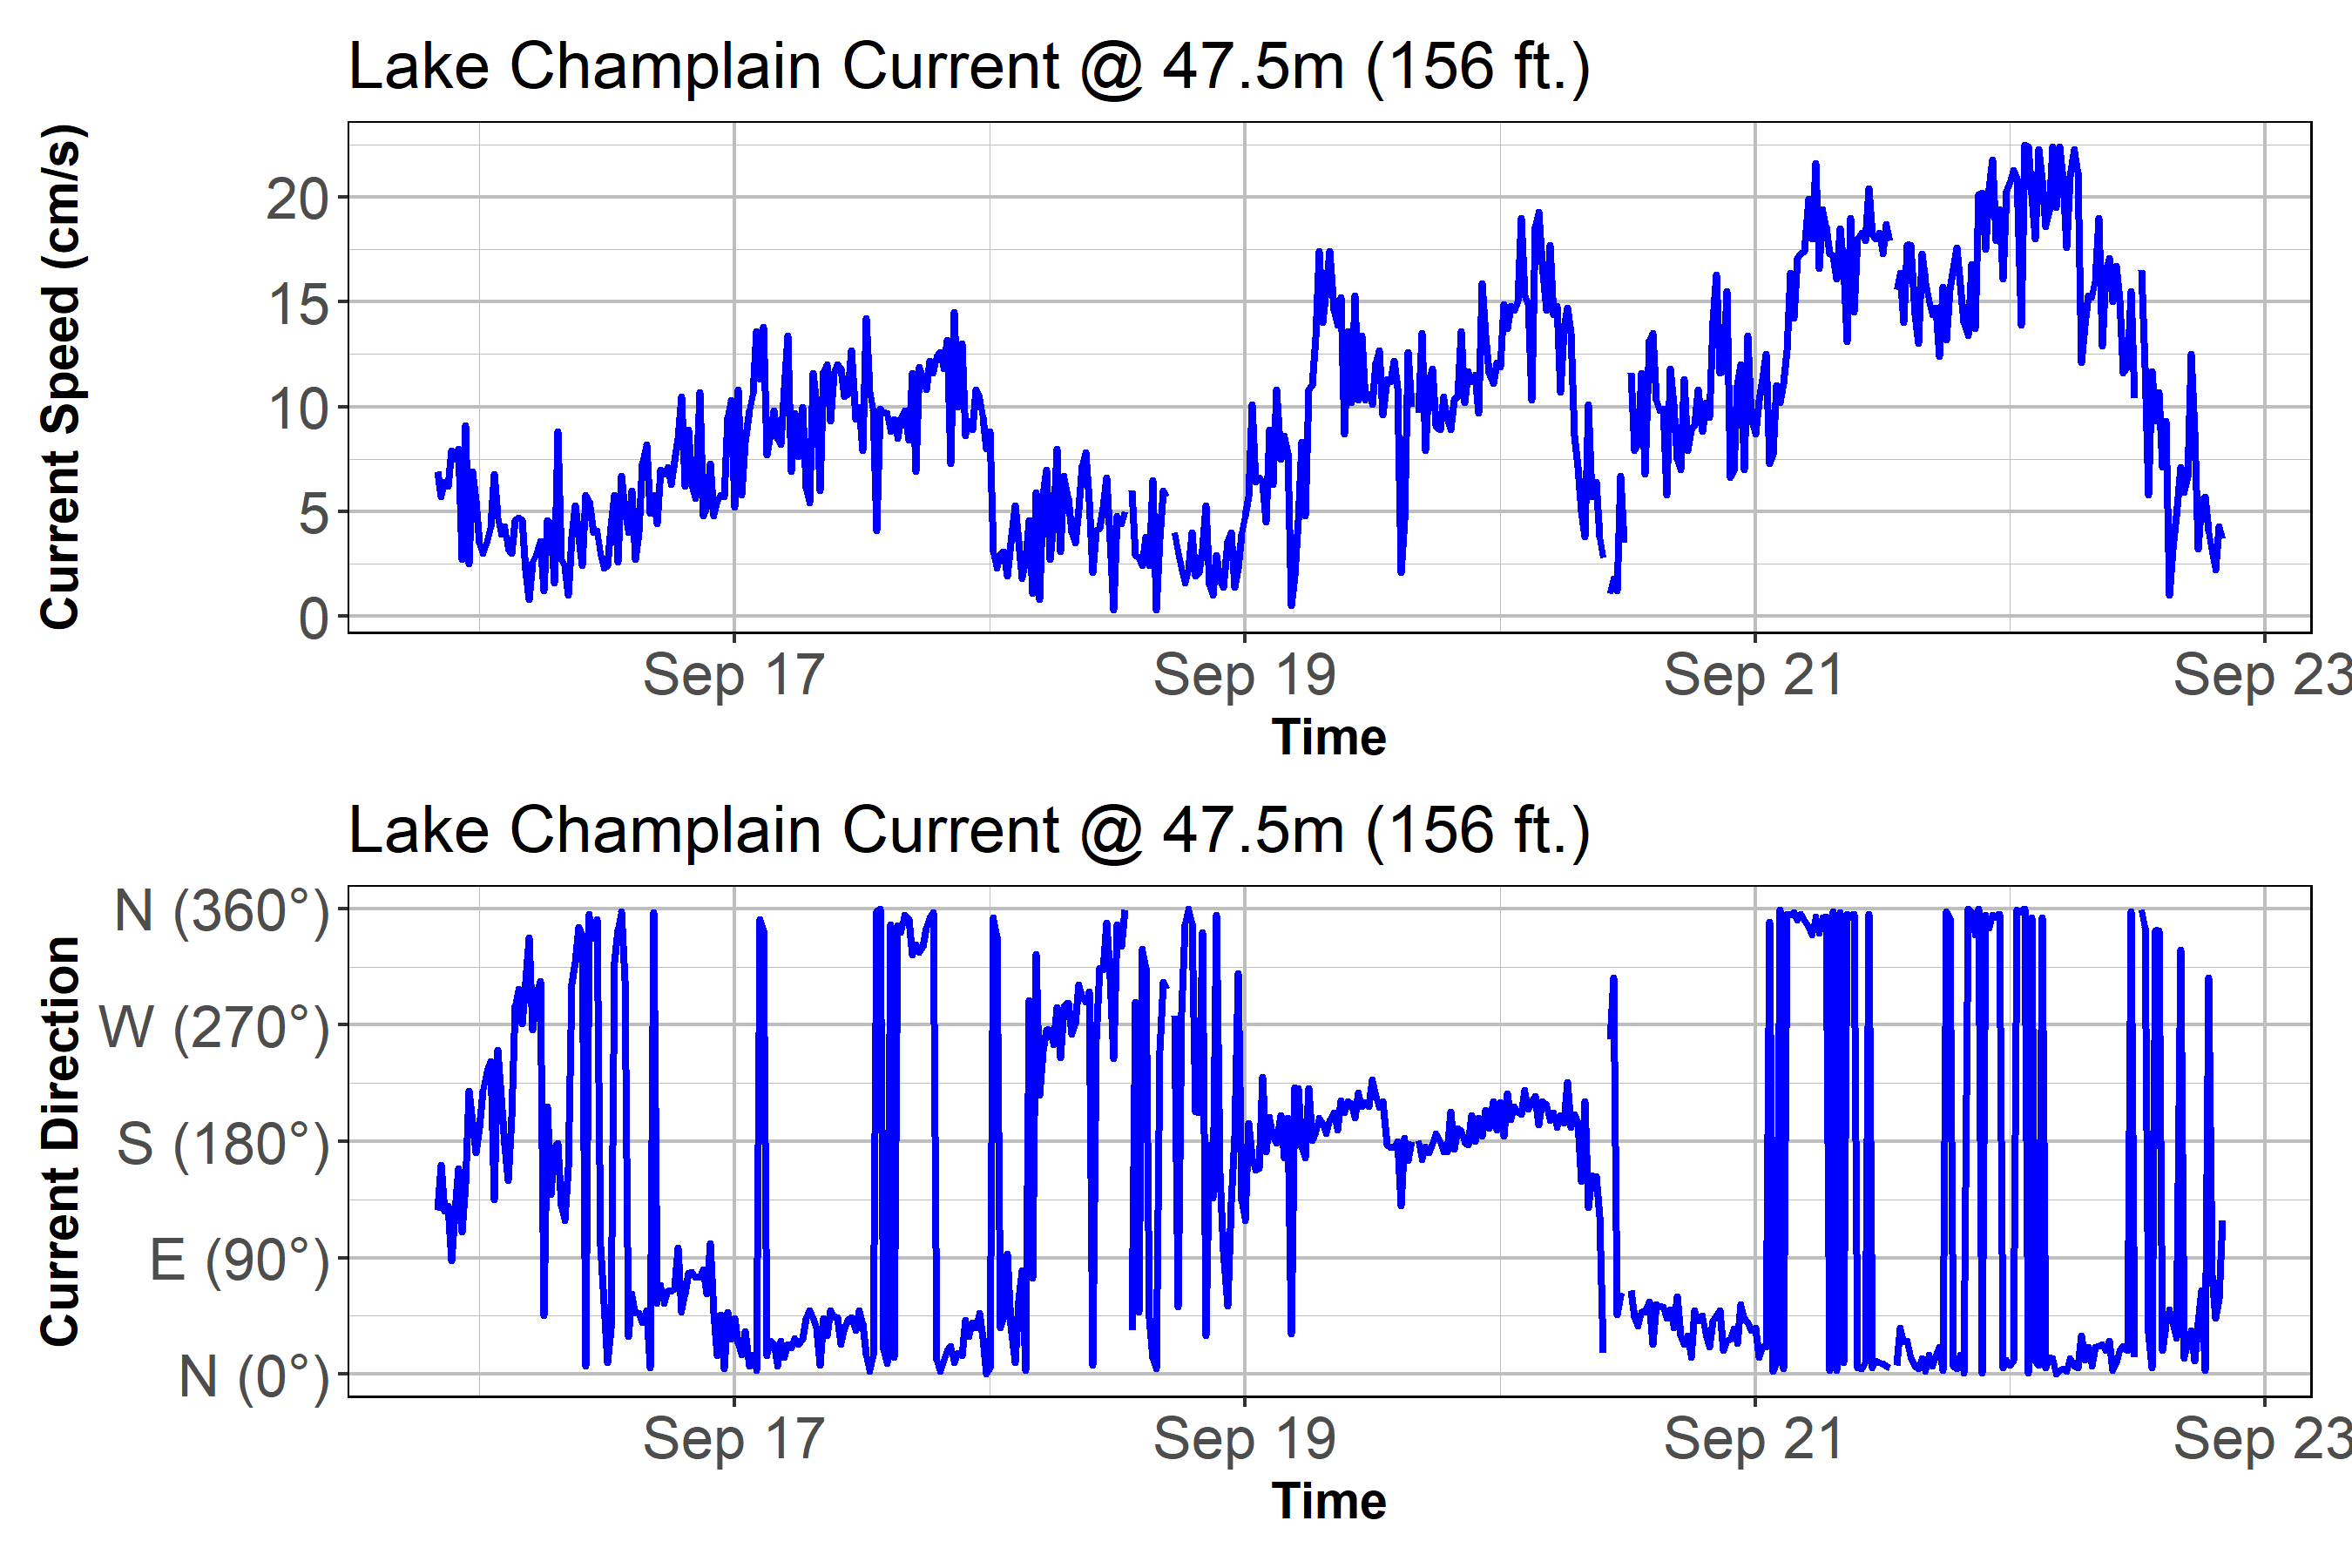 Lake Champlain Current @ 47.5m (156 ft.)
Current Speed (cm/s)
20
15
10
5
0
Sep 17 Sep 19 Sep 21 Sep 23
Time
Lake Champlain Current @ 47.5m (156 ft.)
Current Direction
N (360°)
W (270°)
S (180°)
E (90°)
N (0°)
Sep 17 Sep 19 Sep 21 Sep 23
Time